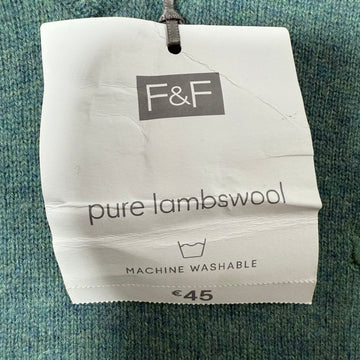 F&F
pure lambswool
MACHINE WASHABLE
€45